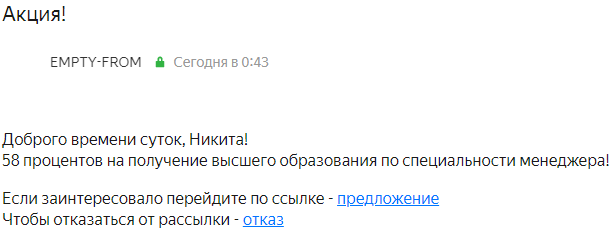 Акция!
EMPTY-FROM Сегодня в 0:43
Доброго времени суток, Никита!
58 процентов на получение высшего образования по специальности менеджера!
Если заинтересовало перейдите по ссылке - предложение
Чтобы отказаться от рассылки - отказ